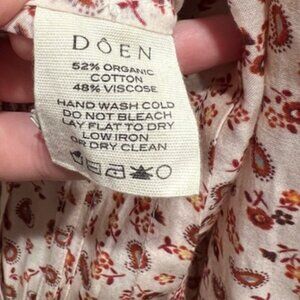 DÔEN
52% ORGANIC
COTTON
48% VISCOSE
HAND WASH COLD
DO NOT BLEACH
LAY FLAT TO DRY
LOW IRON
OR DRY CLEAN